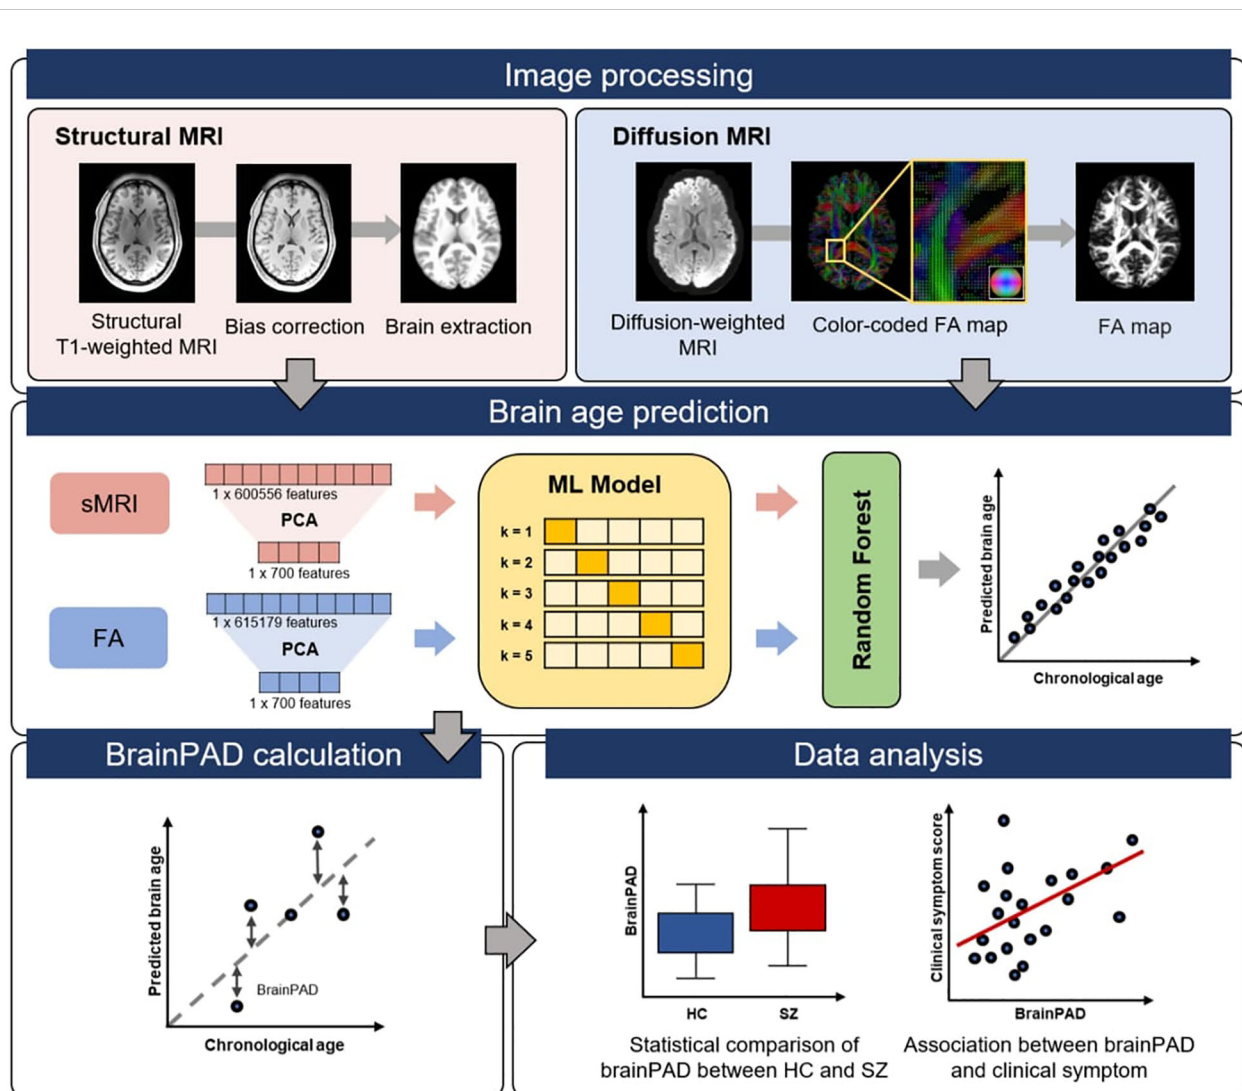 Image processing
Structural MRI
Structural
T1-weighted MRI
Bias correction
Brain extraction
Diffusion MRI
Diffusion-weighted
MRI
Color-coded FA map
FA map
Brain age prediction
sMRI
1 x 600556 features
PCA
1 x 700 features
FA
1 x 615179 features
PCA
1 x 700 features
ML Model
k = 1
k = 2
k = 3
k = 4
k = 5
Random Forest
Predicted brain age
Chronological age
BrainPAD calculation
Predicted brain age
BrainPAD
Chronological age
Data analysis
BrainPAD
HC
SZ
Statistical comparison of
brainPAD between HC and SZ
Clinical symptom score
BrainPAD
Association between brainPAD
and clinical symptom